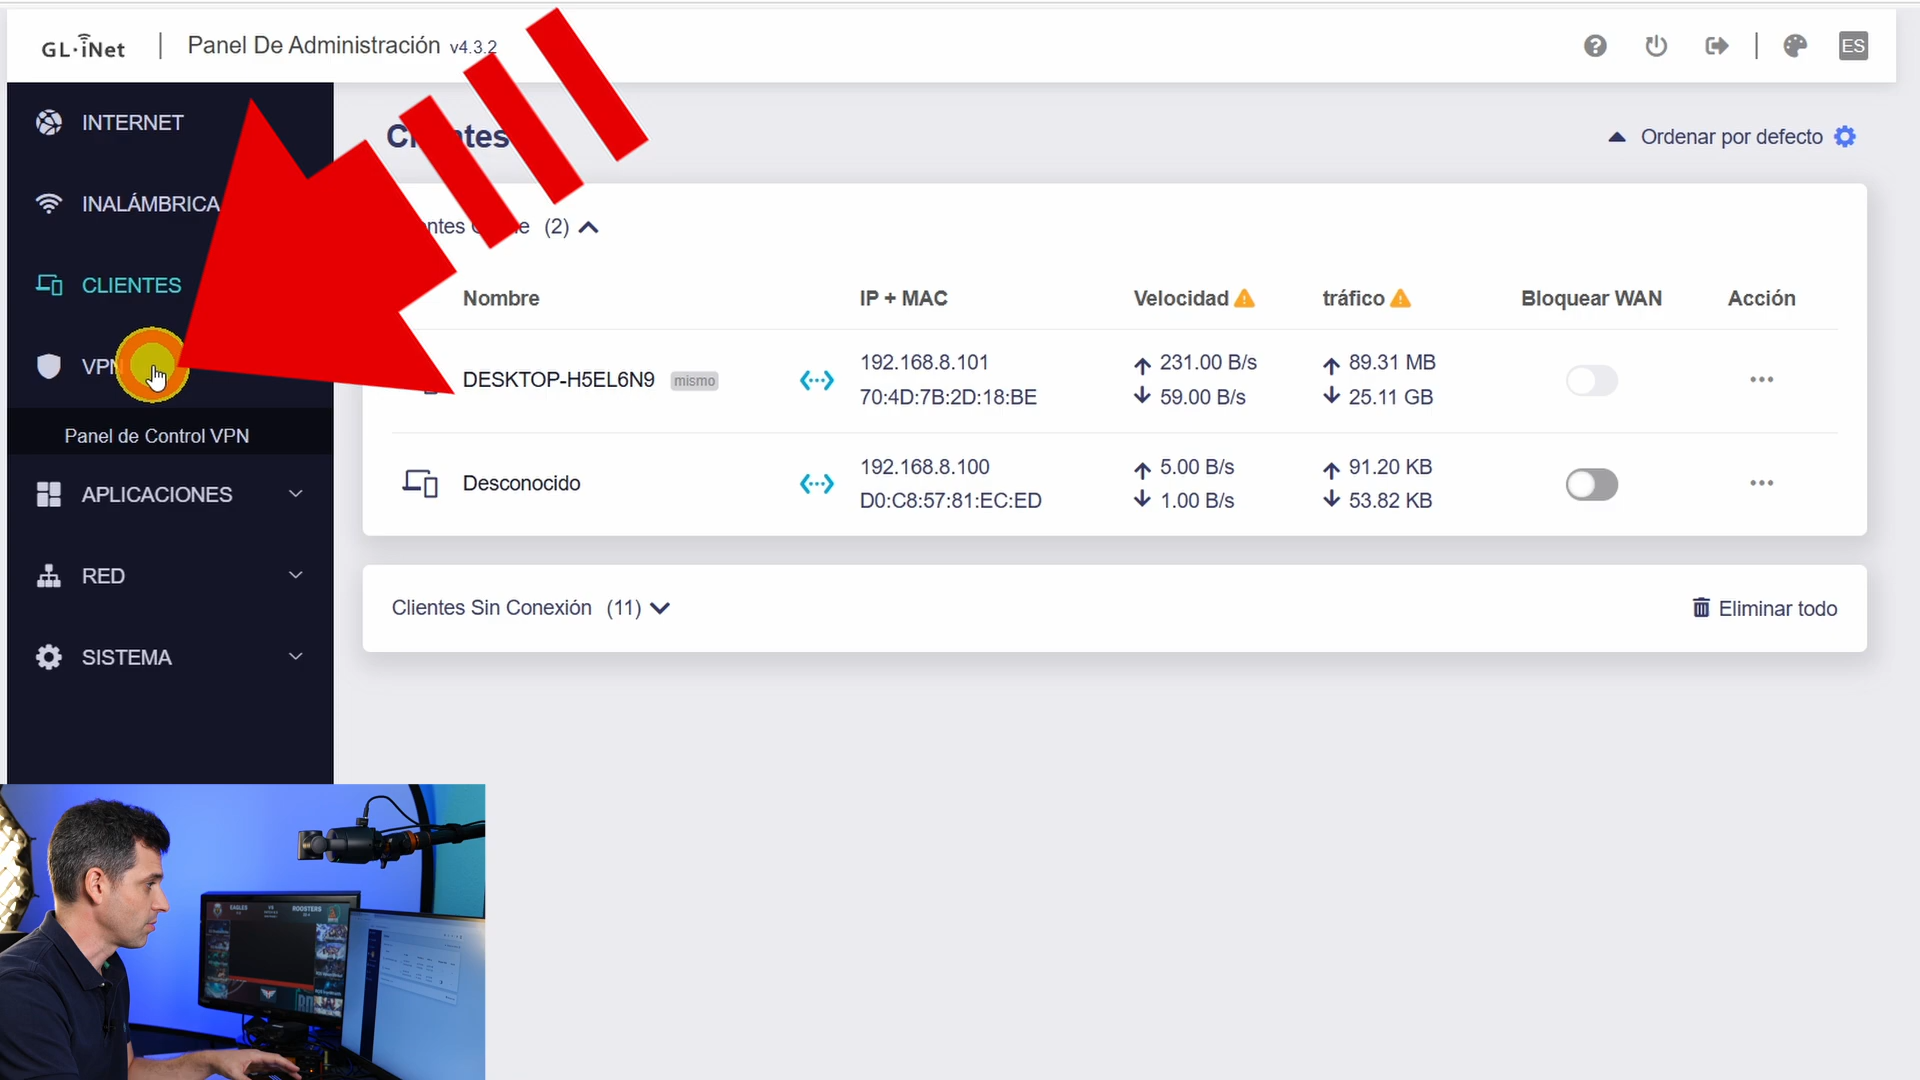 GL·iNet | Panel De Administración v4.3.2
ES
INTERNET
INALÁMBRICA
CLIENTES
VPN
Panel de Control VPN
APLICACIONES
RED
SISTEMA
Ordenar por defecto
(2)
Nombre IP + MAC Velocidad tráfico Bloquear WAN Acción
DESKTOP-H5EL6N9 mismo 192.168.8.101 231.00 B/s 89.31 MB
70:4D:7B:2D:18:BE 59.00 B/s 25.11 GB
Desconocido 192.168.8.100 5.00 B/s 91.20 KB
D0:C8:57:81:EC:ED 1.00 B/s 53.82 KB
Clientes Sin Conexión (11) Eliminar todo
EAGLES VS ROOSTERS